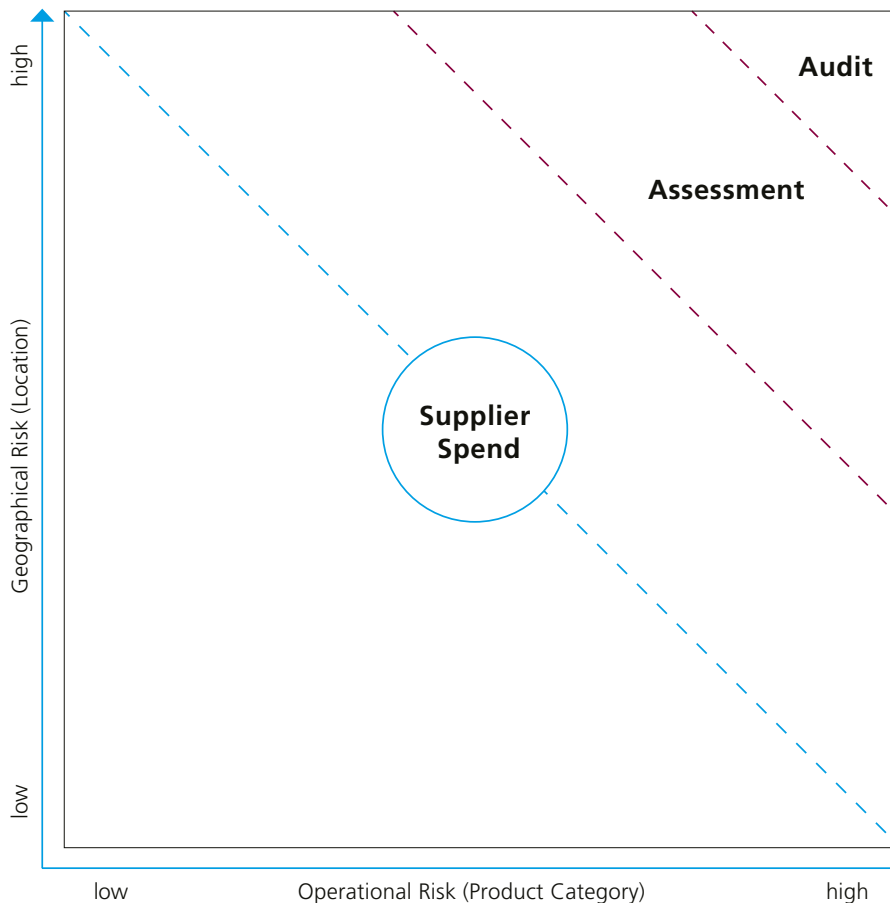 high
Audit
Assessment
Geographical Risk (Location)
Supplier
Spend
low
low
Operational Risk (Product Category)
high